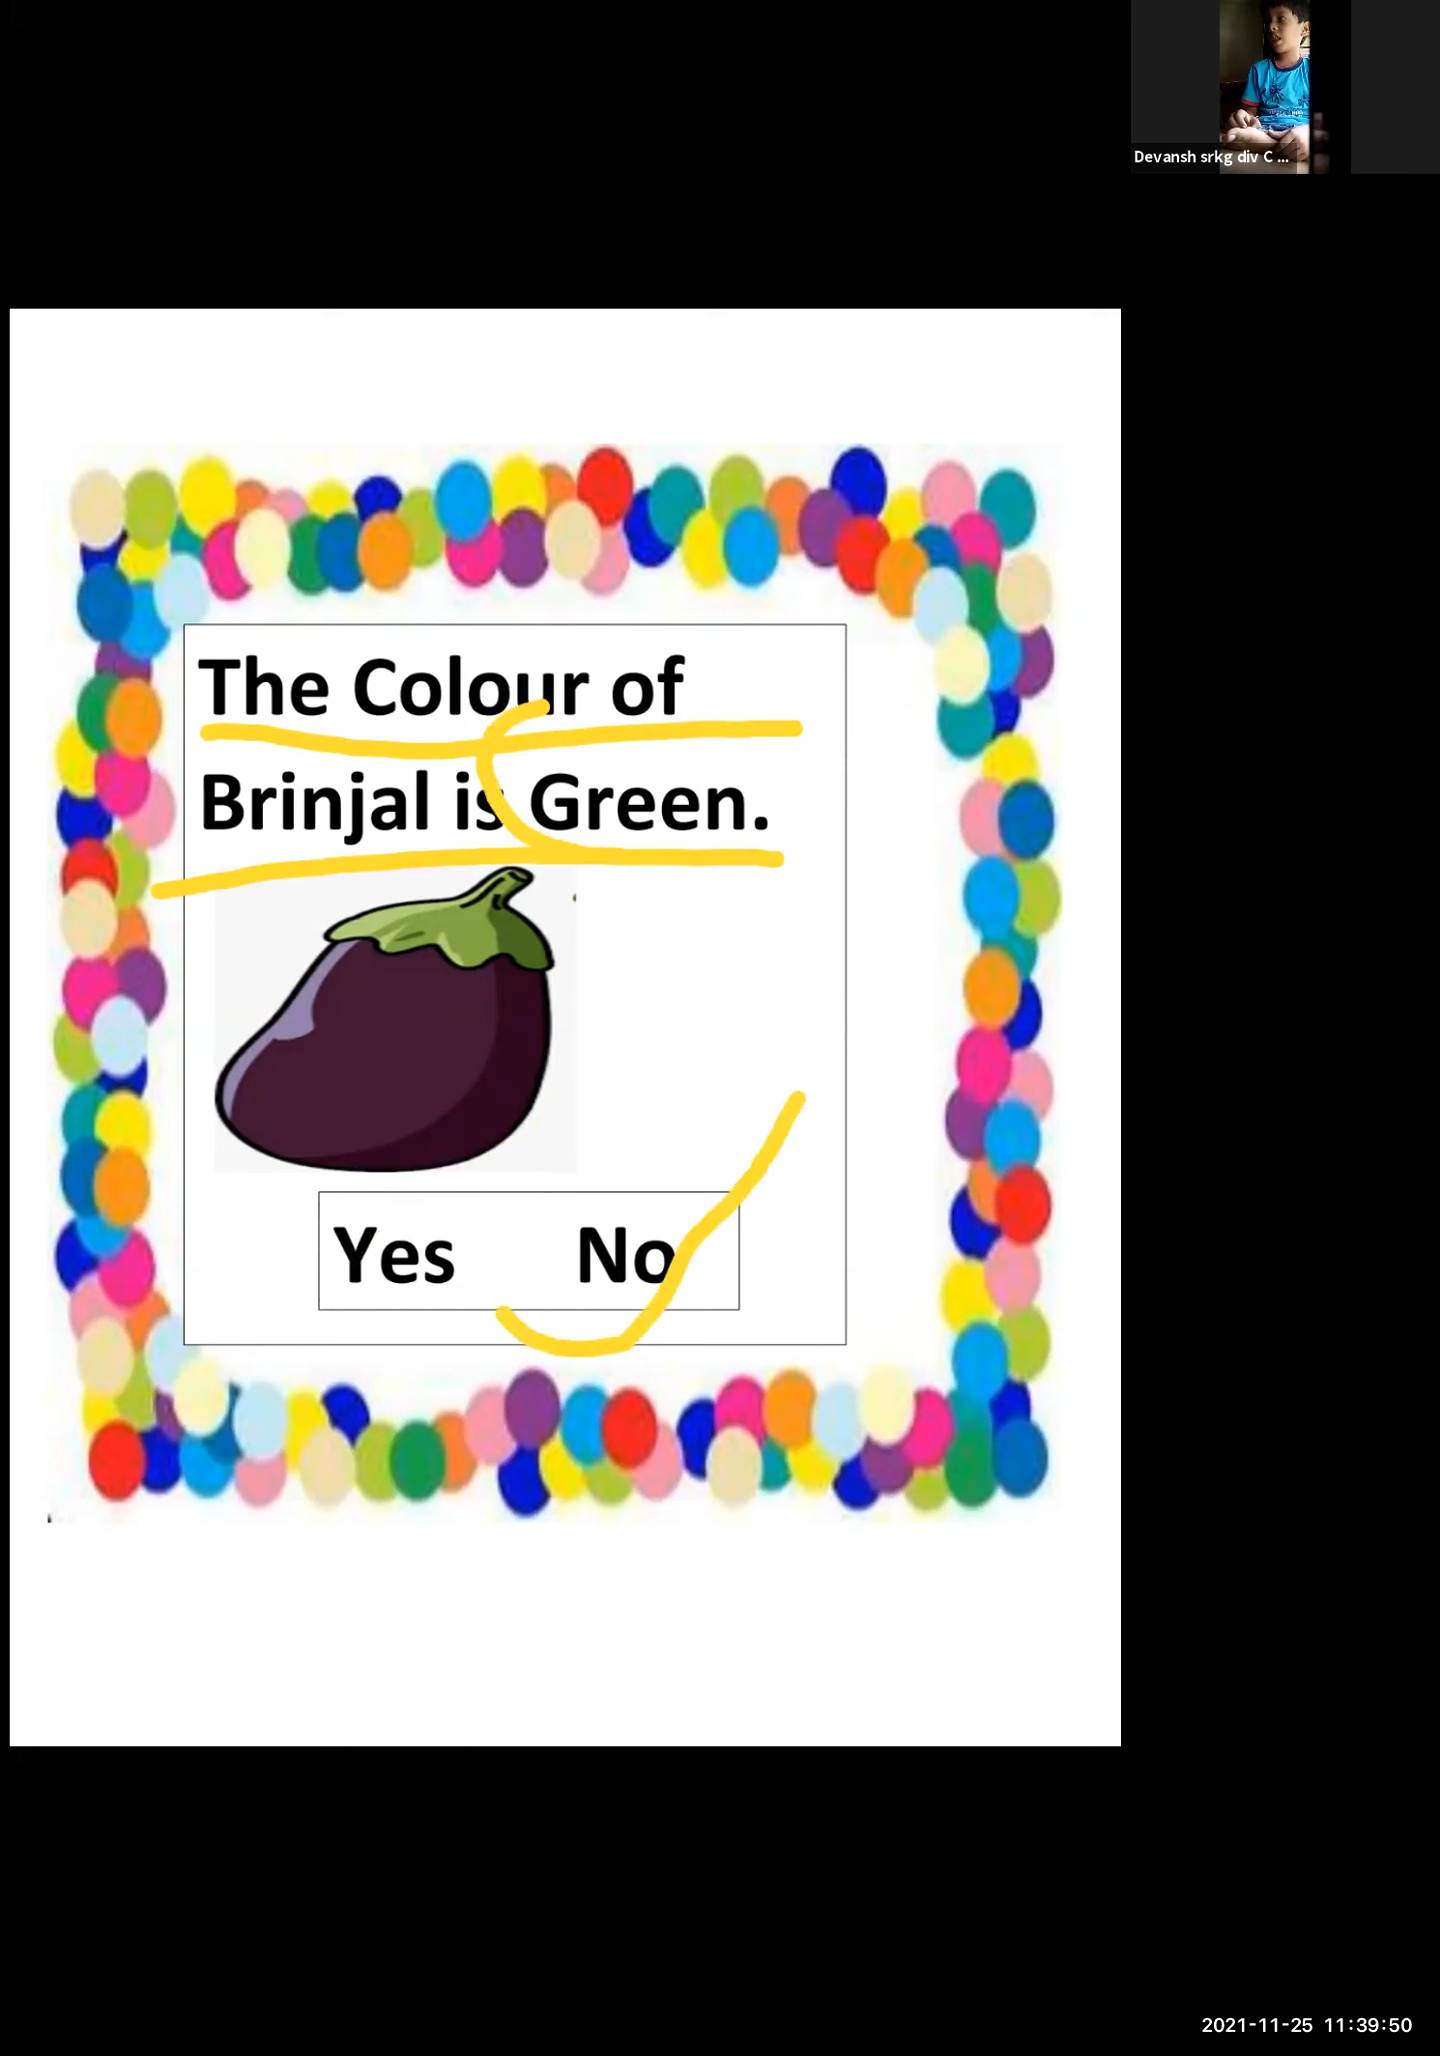 Devansh srkg div C ...
The Colour of
Brinjal is Green.
Yes No
2021-11-25 11:39:50